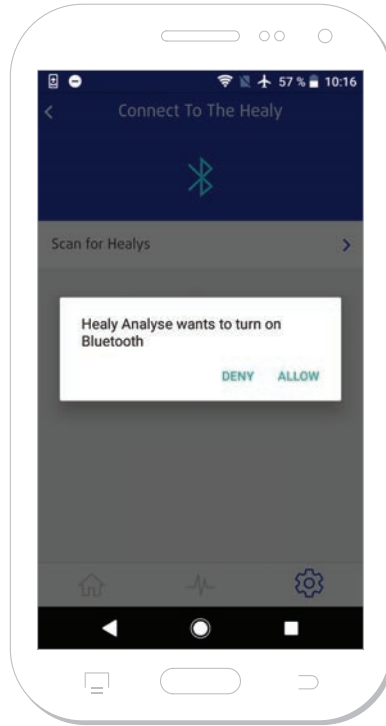 57 % 10:16
Connect To The Healy
Scan for Healys
Healy Analyse wants to turn on
Bluetooth
DENY ALLOW